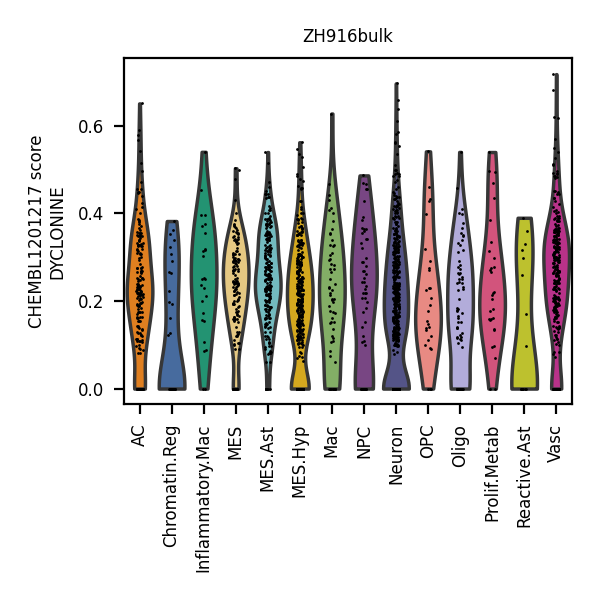 ZH916bulk
CHEMBL1201217 score
DYCLONINE
0.6
0.4
0.2
0.0
AC
Chromatin.Reg
Inflammatory.Mac
MES
MES.Ast
MES.Hyp
Mac
NPC
Neuron
OPC
Oligo
Prolif.Metab
Reactive.Ast
Vasc